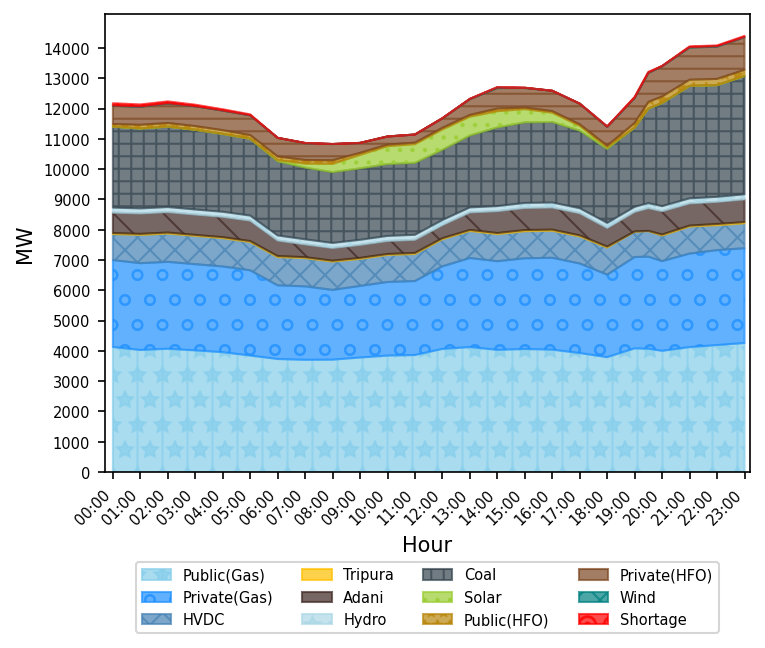 14000
13000
12000
11000
10000
9000
8000
7000
6000
5000
4000
3000
2000
1000
0
MW
00:00 01:00 02:00 03:00 04:00 05:00 06:00 07:00 08:00 09:00 10:00 11:00 12:00 13:00 14:00 15:00 16:00 17:00 18:00 19:00 20:00 21:00 22:00 23:00
Hour
Public(Gas) Tripura Coal Private(HFO)
Private(Gas) Adani Solar Wind
HVDC Hydro Public(HFO) Shortage